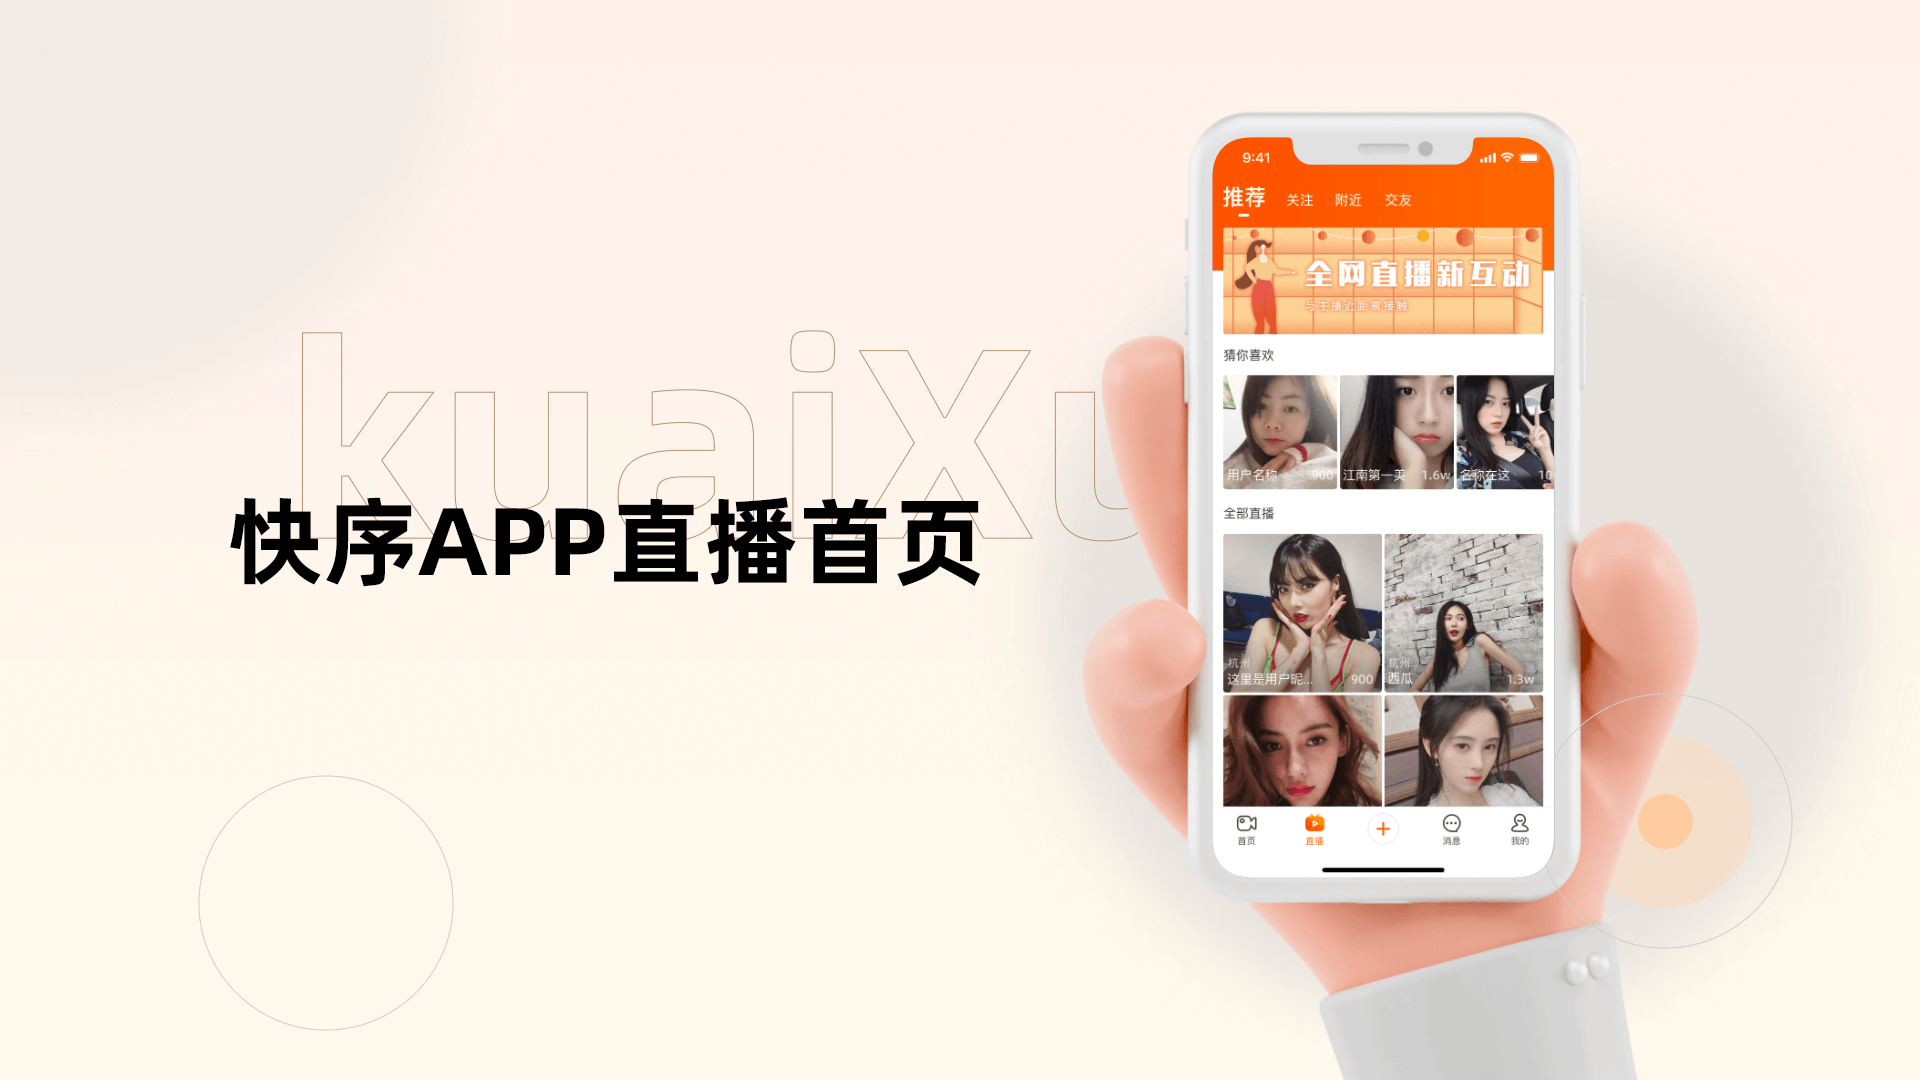 kuaiXu
快序APP直播首页
9:41
推荐 关注 附近 交友
全网直播新互动
与主播近距离接触
猜你喜欢
用户名称 900
江南第一芙 1.6w
名称在这 10
全部直播
杭州
这里是用户昵... 900
杭州
西瓜 1.3w
首页 直播 消息 我的